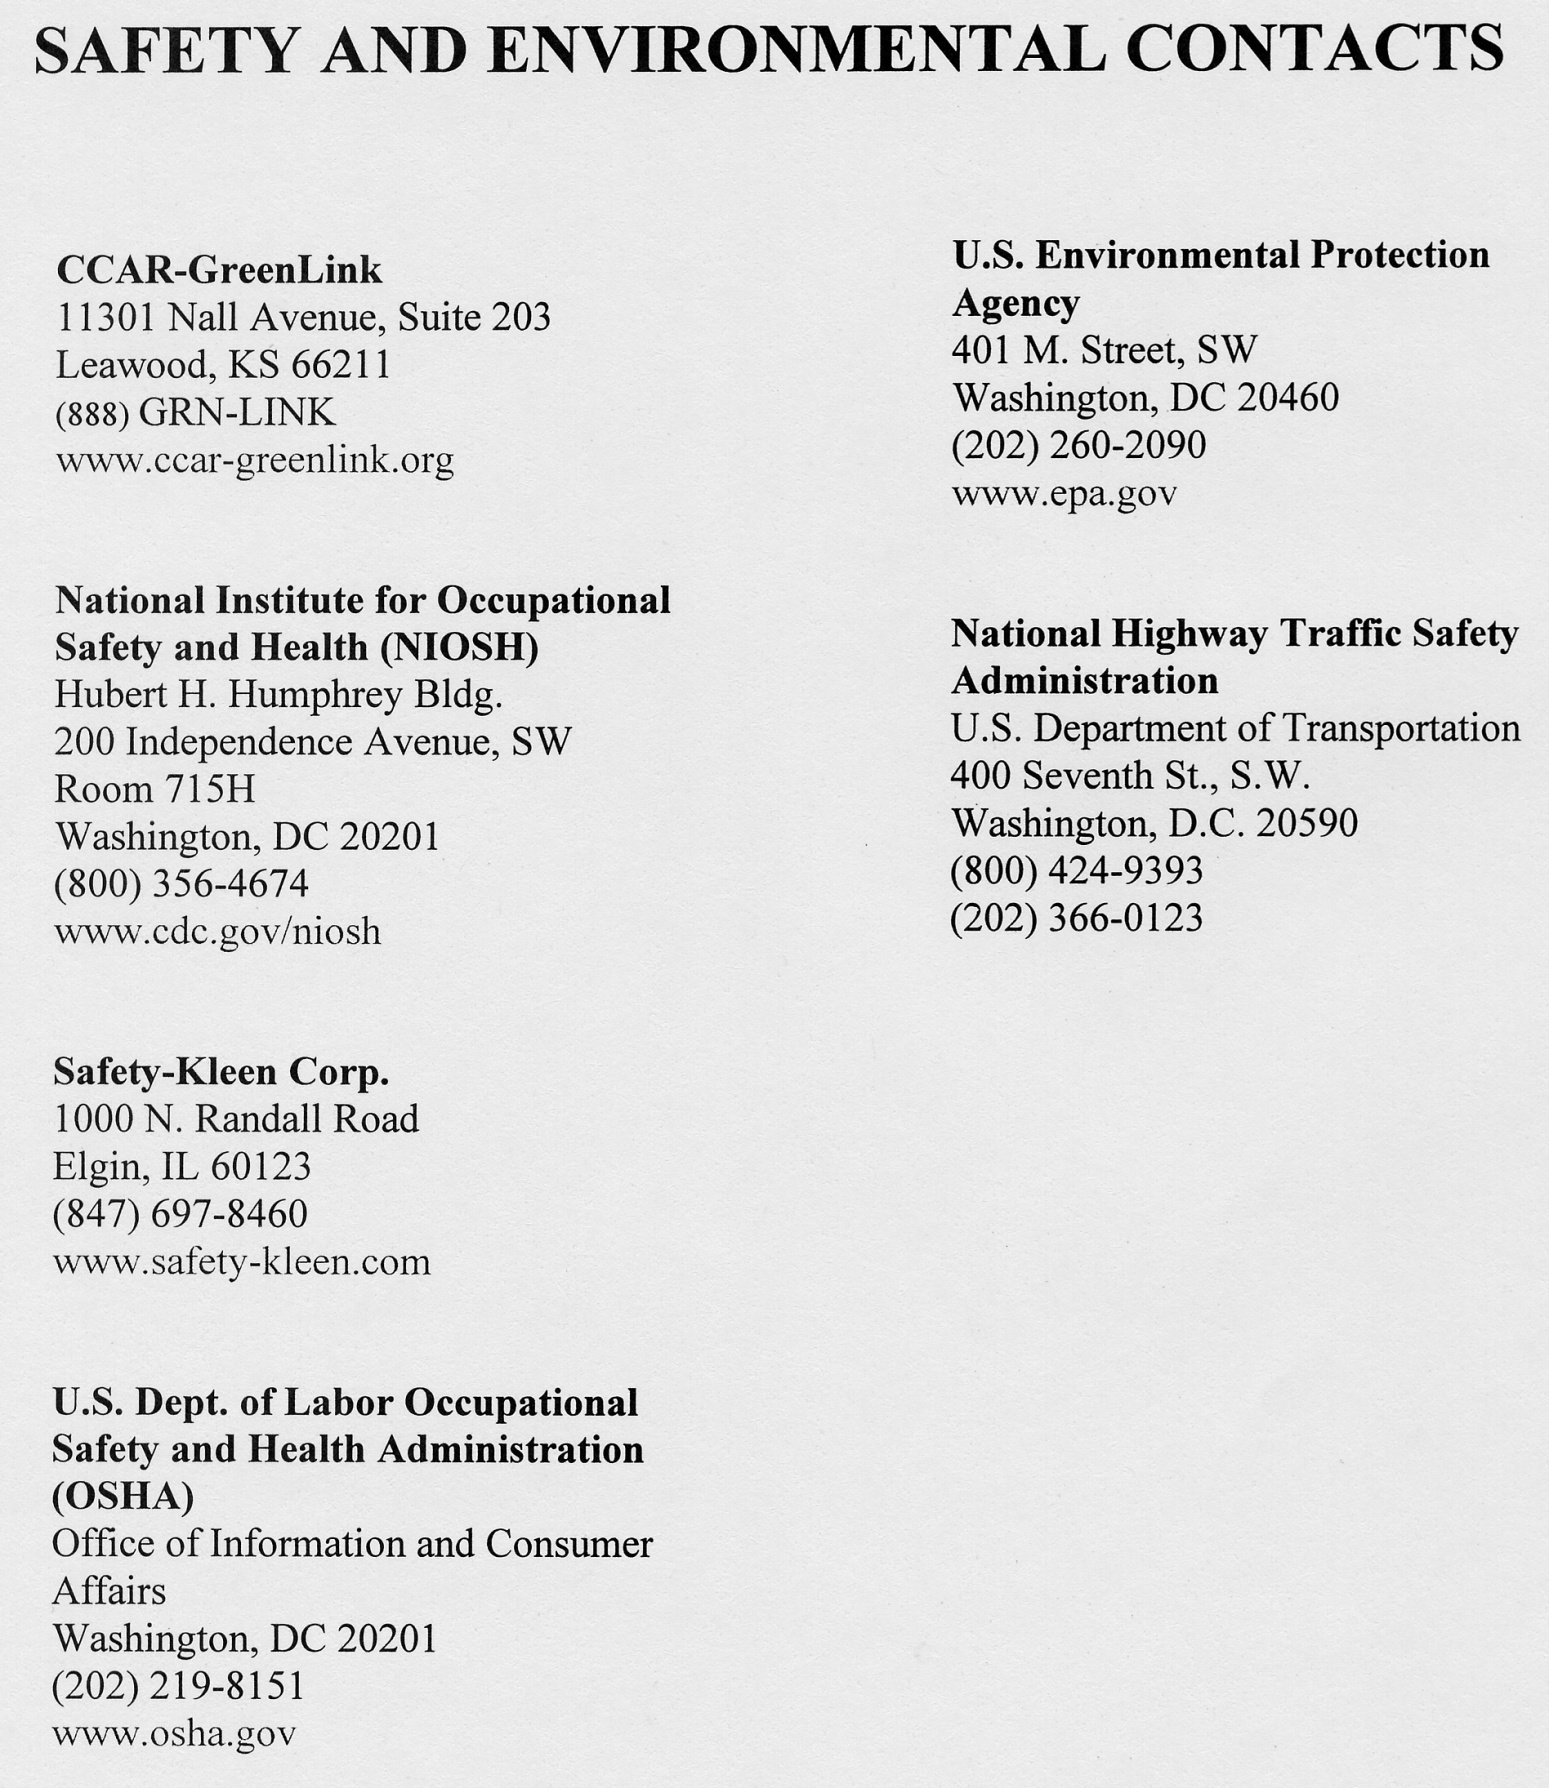 SAFETY AND ENVIRONMENTAL CONTACTS
CCAR-GreenLink
11301 Nall Avenue, Suite 203
Leawood, KS 66211
(888) GRN-LINK
www.ccar-greenlink.org
National Institute for Occupational
Safety and Health (NIOSH)
Hubert H. Humphrey Bldg.
200 Independence Avenue, SW
Room 715H
Washington, DC 20201
(800) 356-4674
www.cdc.gov/niosh
Safety-Kleen Corp.
1000 N. Randall Road
Elgin, IL 60123
(847) 697-8460
www.safety-kleen.com
U.S. Dept. of Labor Occupational
Safety and Health Administration
(OSHA)
Office of Information and Consumer
Affairs
Washington, DC 20201
(202) 219-8151
www.osha.gov
U.S. Environmental Protection
Agency
401 M. Street, SW
Washington, DC 20460
(202) 260-2090
www.epa.gov
National Highway Traffic Safety
Administration
U.S. Department of Transportation
400 Seventh St., S.W.
Washington, D.C. 20590
(800) 424-9393
(202) 366-0123